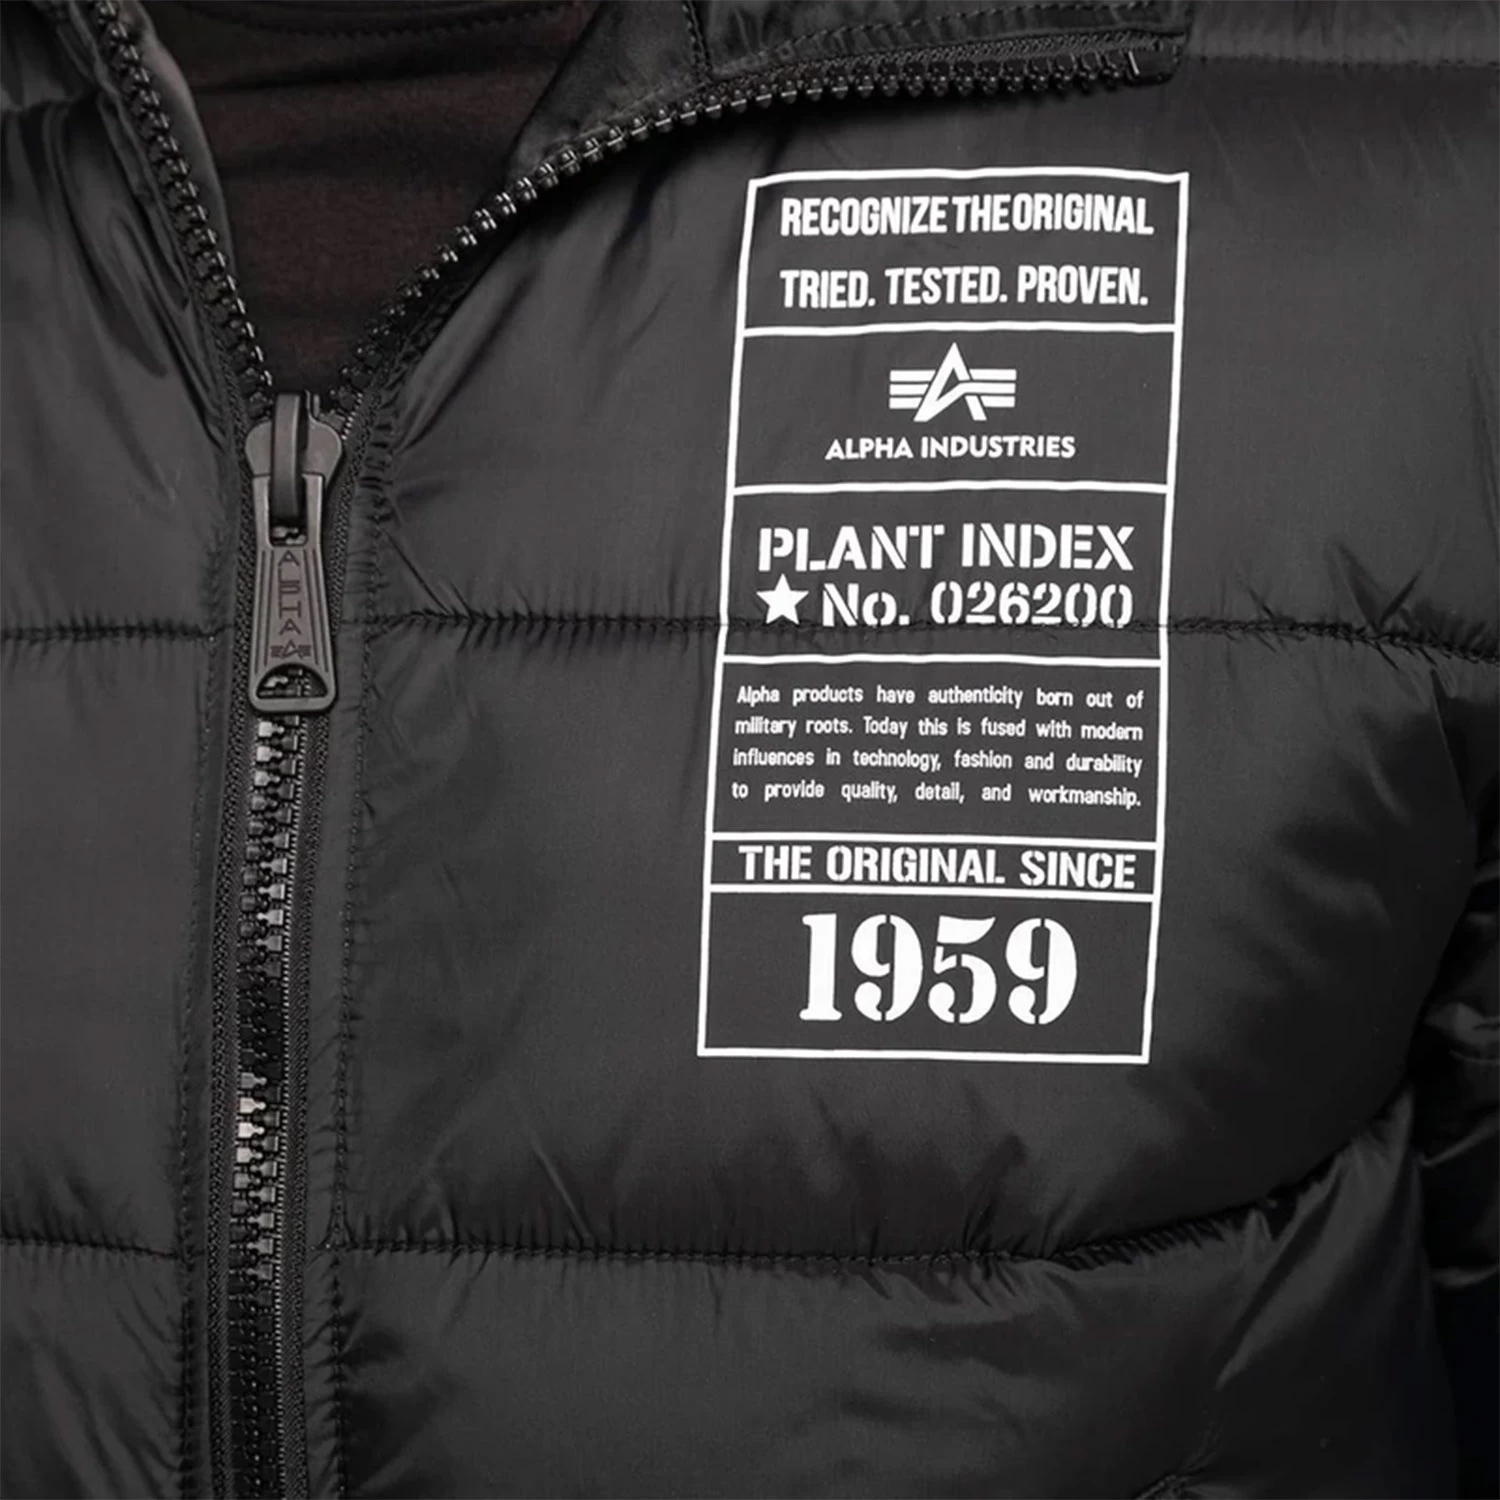 RECOGNIZE THE ORIGINAL
TRIED. TESTED. PROVEN.
ALPHA INDUSTRIES
PLANT INDEX
No. 026200
Alpha products have authenticity born out of
military roots. Today this is fused with modern
influences in technology, fashion and durability
to provide quality, detail, and workmanship.
THE ORIGINAL SINCE
1959
ALPHA